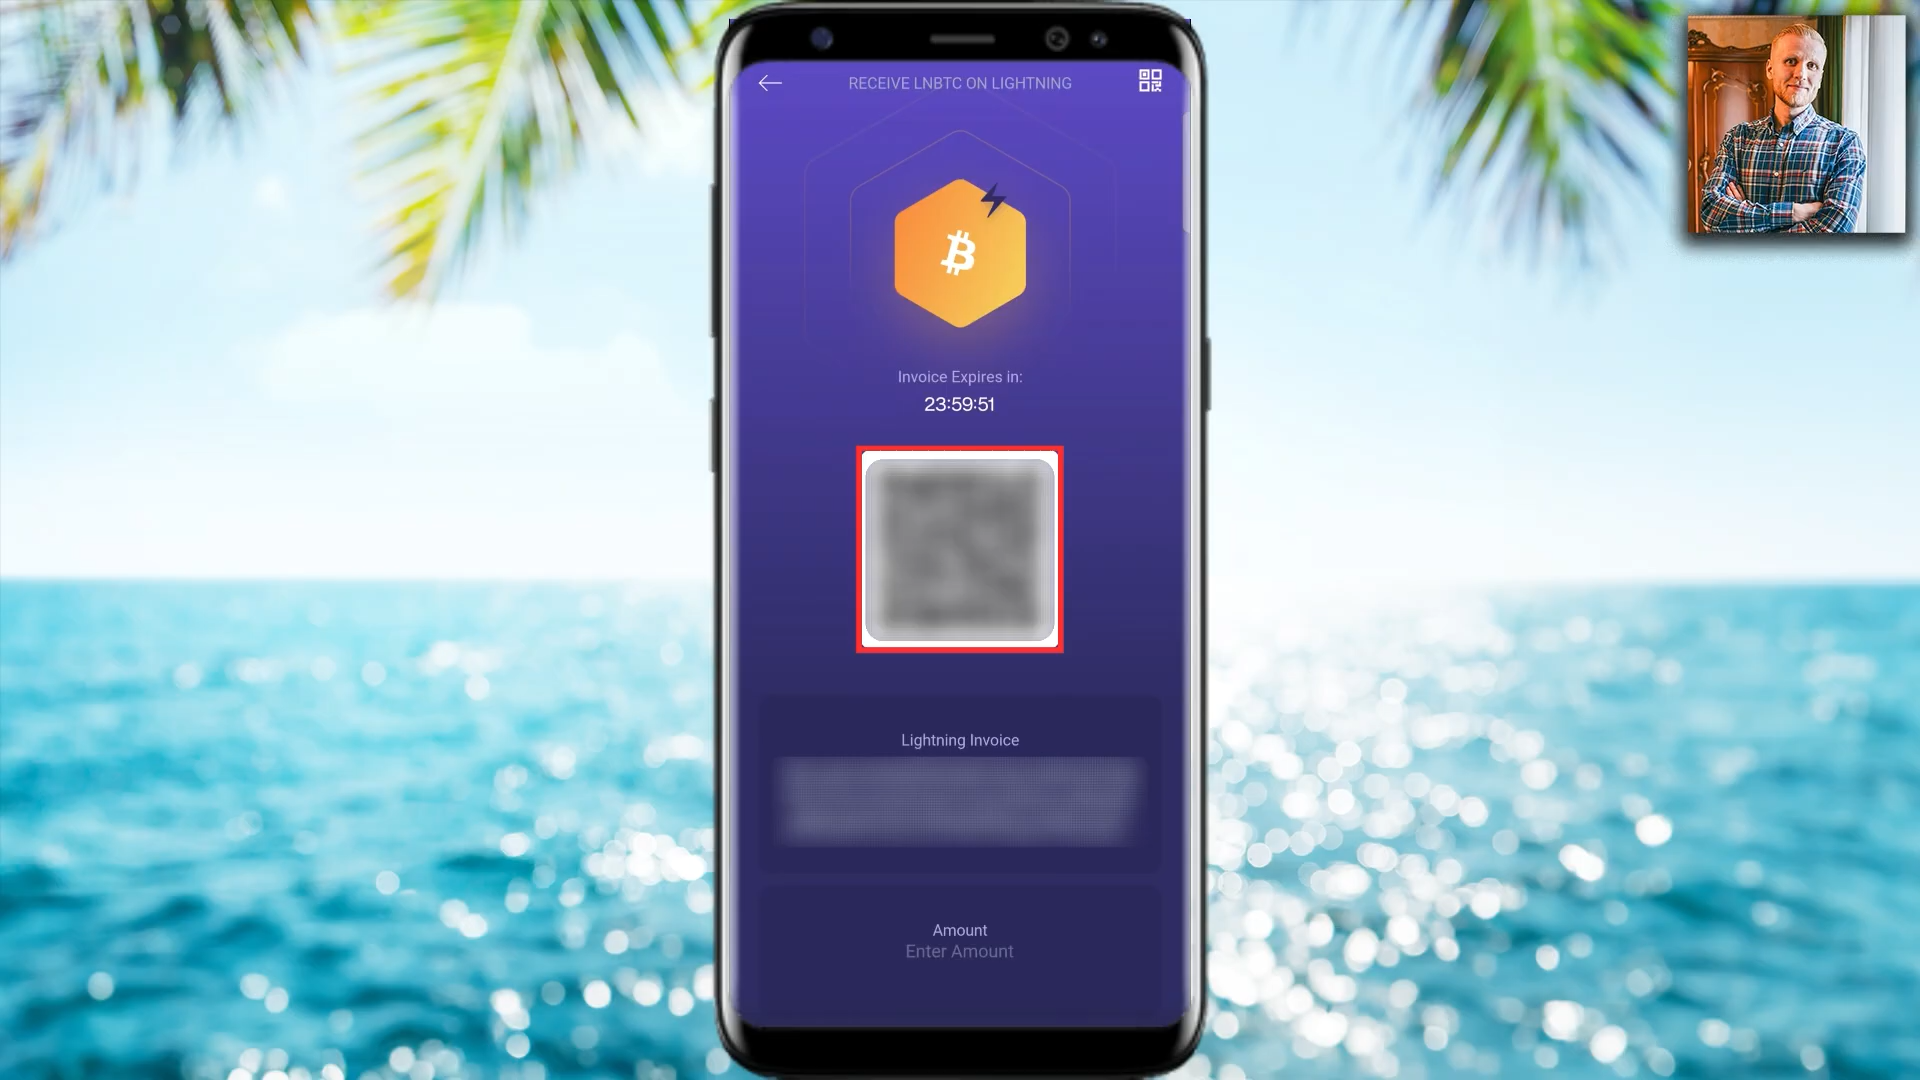 RECEIVE LNBTC ON LIGHTNING
Invoice Expires in:
23:59:51
Lightning Invoice
Amount
Enter Amount